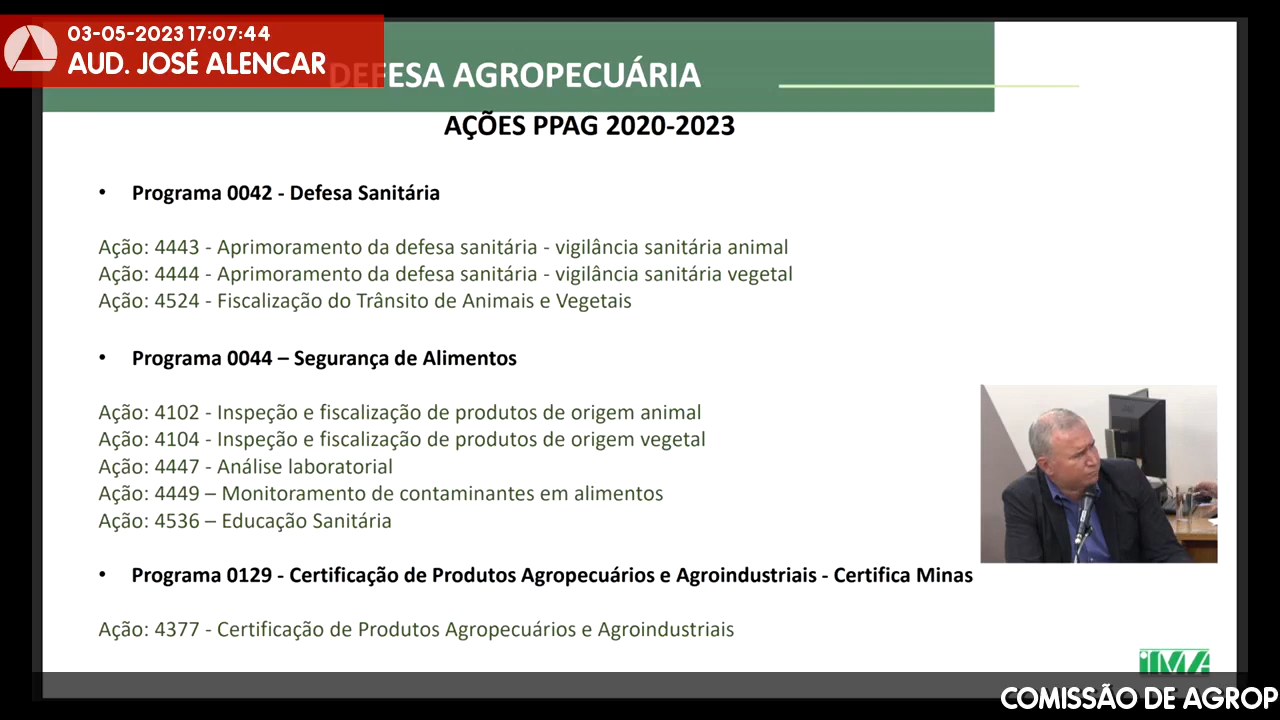 03-05-2023 17:07:44
AUD. JOSÉ ALENCAR
DEFESA AGROPECUÁRIA
AÇÕES PPAG 2020-2023
• Programa 0042 - Defesa Sanitária
Ação: 4443 - Aprimoramento da defesa sanitária - vigilância sanitária animal
Ação: 4444 - Aprimoramento da defesa sanitária - vigilância sanitária vegetal
Ação: 4524 - Fiscalização do Trânsito de Animais e Vegetais
• Programa 0044 – Segurança de Alimentos
Ação: 4102 - Inspeção e fiscalização de produtos de origem animal
Ação: 4104 - Inspeção e fiscalização de produtos de origem vegetal
Ação: 4447 - Análise laboratorial
Ação: 4449 – Monitoramento de contaminantes em alimentos
Ação: 4536 – Educação Sanitária
• Programa 0129 - Certificação de Produtos Agropecuários e Agroindustriais - Certifica Minas
Ação: 4377 - Certificação de Produtos Agropecuários e Agroindustriais
IMA
COMISSÃO DE AGROP